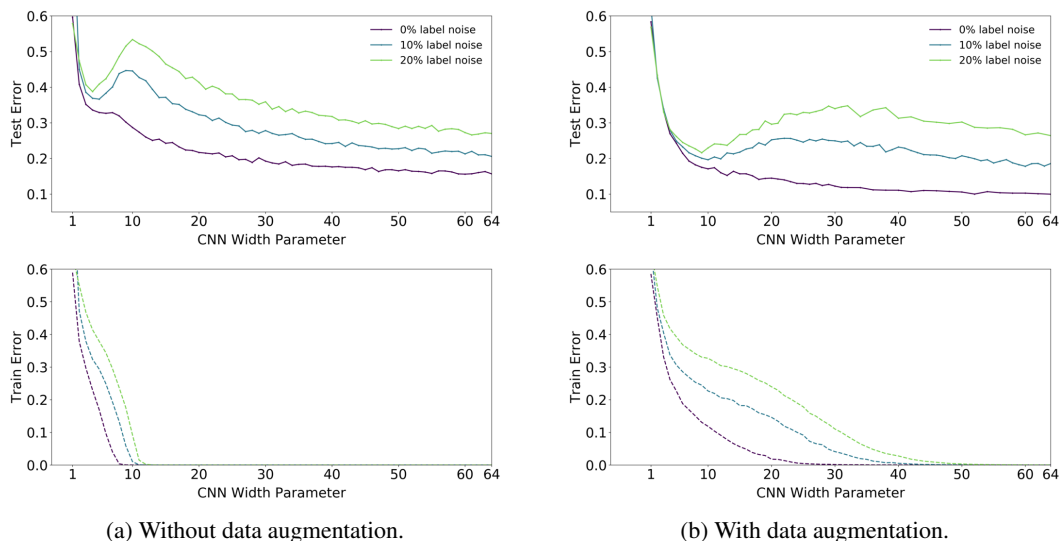 0.6
0.5
0.4
0.3
0.2
0.1
Test Error
1 10 20 30 40 50 60 64
CNN Width Parameter
0% label noise
10% label noise
20% label noise
0.6
0.5
0.4
0.3
0.2
0.1
0.0
Train Error
1 10 20 30 40 50 60 64
CNN Width Parameter
(a) Without data augmentation.
0.6
0.5
0.4
0.3
0.2
0.1
Test Error
1 10 20 30 40 50 60 64
CNN Width Parameter
0% label noise
10% label noise
20% label noise
0.6
0.5
0.4
0.3
0.2
0.1
0.0
Train Error
1 10 20 30 40 50 60 64
CNN Width Parameter
(b) With data augmentation.